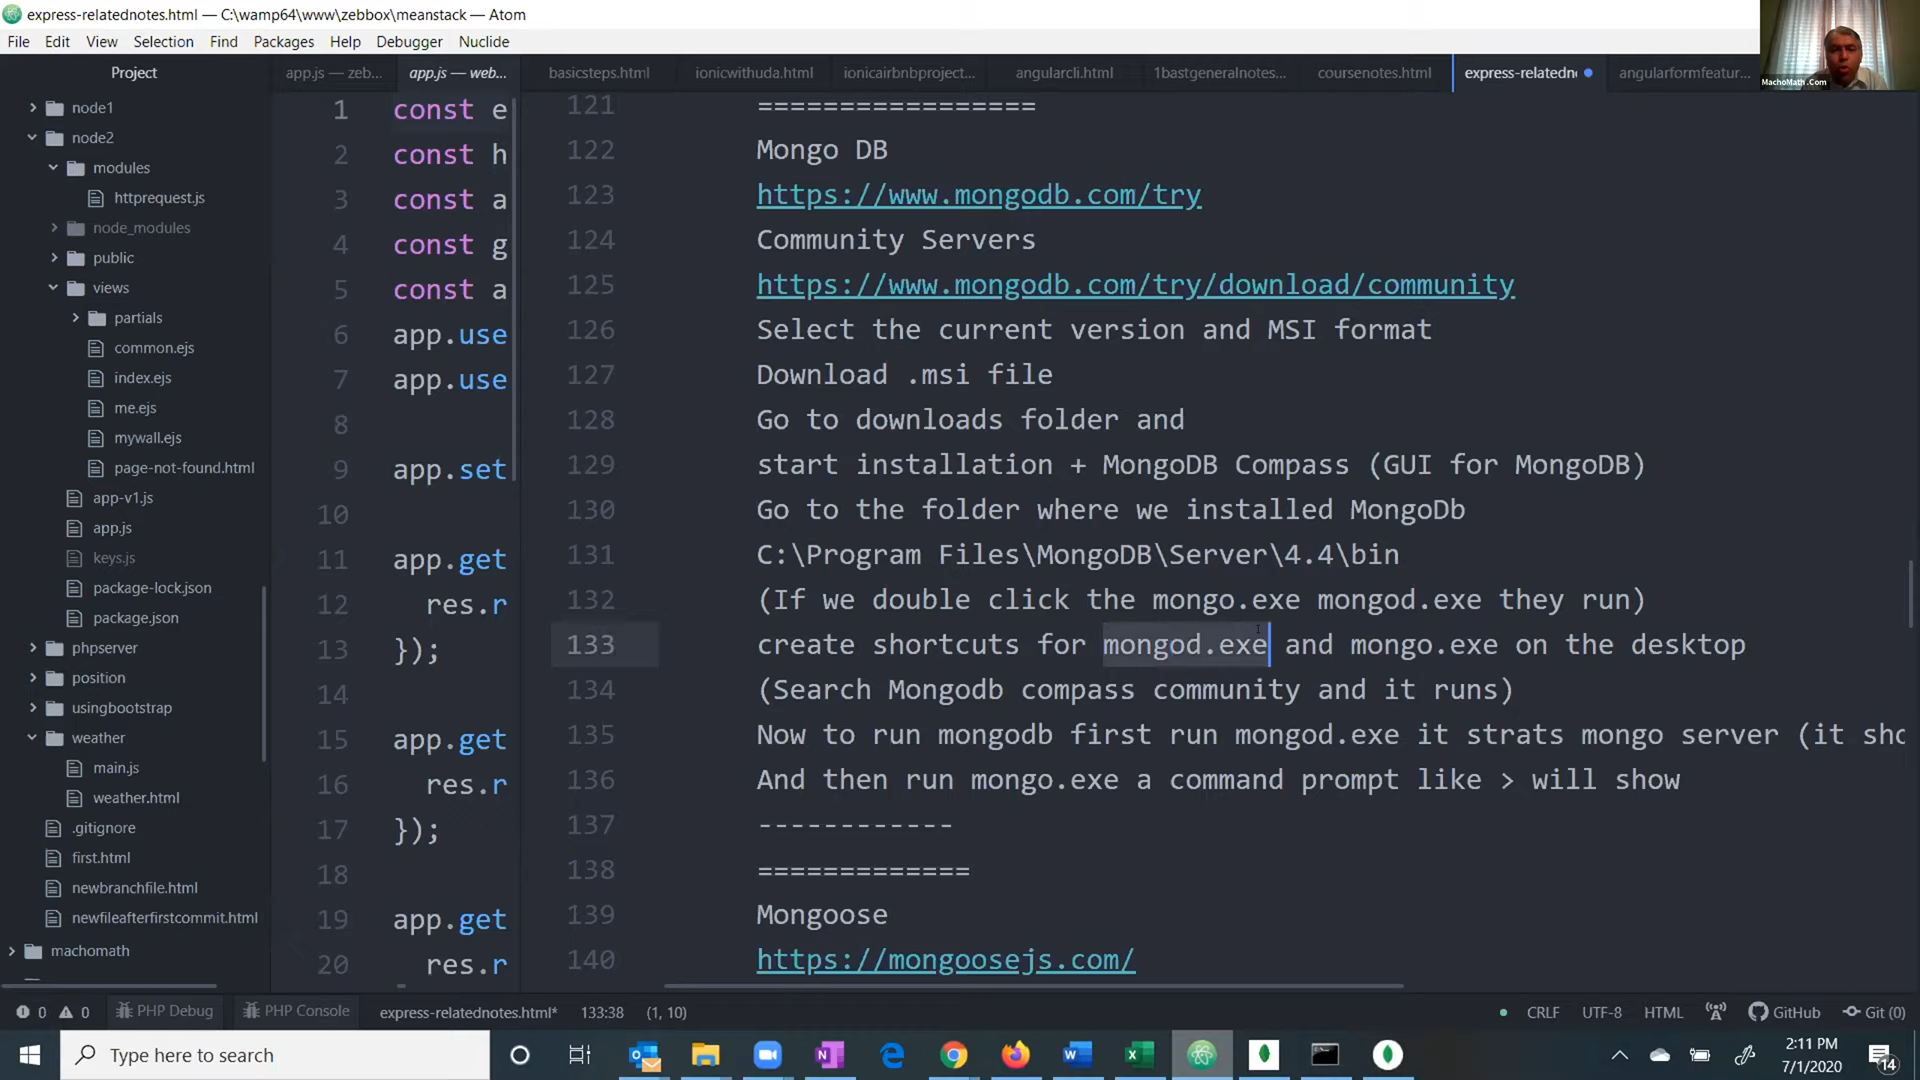 express-relatednotes.html — C:\wamp64\www\zebbox\meanstack — Atom
File Edit View Selection Find Packages Help Debugger Nuclide
MachoMath .Com
Project
node1
node2
modules
httprequest.js
node_modules
public
views
partials
common.ejs
index.ejs
me.ejs
mywall.ejs
page-not-found.html
app-v1.js
app.js
keys.js
package-lock.json
package.json
phpserver
position
usingbootstrap
weather
main.js
weather.html
.gitignore
first.html
newbranchfile.html
newfileafterfirstcommit.html
machomath
app.js — zeb...
app.js — web...
basicsteps.html
ionicwithuda.html
ionicairbnbproject...
angularcli.html
1bastgeneralnotes...
coursenotes.html
express-relatedn
angularformfeatur...
1 const e
2 const h
3 const a
4 const g
5 const a
6 app.use
7 app.use
8
9 app.set
10
11 app.get
12 res.r
13 });
14
15 app.get
16 res.r
17 });
18
19 app.get
20 res.r
121 =================
122 Mongo DB
123 https://www.mongodb.com/try
124 Community Servers
125 https://www.mongodb.com/try/download/community
126 Select the current version and MSI format
127 Download .msi file
128 Go to downloads folder and
129 start installation + MongoDB Compass (GUI for MongoDB)
130 Go to the folder where we installed MongoDb
131 C:\Program Files\MongoDB\Server\4.4\bin
132 (If we double click the mongo.exe mongod.exe they run)
133 create shortcuts for mongod.exe and mongo.exe on the desktop
134 (Search Mongodb compass community and it runs)
135 Now to run mongodb first run mongod.exe it strats mongo server (it sho
136 And then run mongo.exe a command prompt like > will show
137 ------------
138 =============
139 Mongoose
140 https://mongoosejs.com/
0 0 PHP Debug PHP Console express-relatednotes.html* 133:38 (1, 10) CRLF UTF-8 HTML GitHub Git (0)
Type here to search
2:11 PM
7/1/2020
14